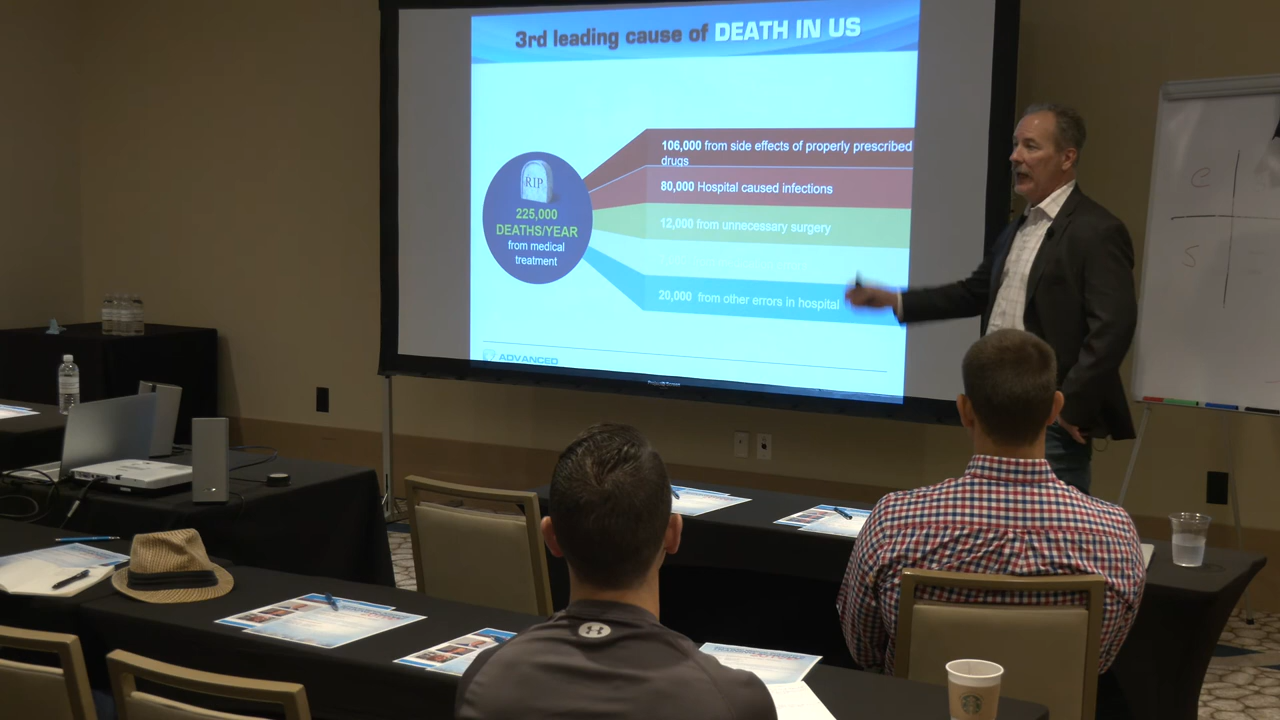 3rd leading cause of DEATH IN US
106,000 from side effects of properly prescribed
drugs
80,000 Hospital caused infections
12,000 from unnecessary surgery
20,000 from other errors in hospital
RIP
225,000
DEATHS/YEAR
from medical
treatment
ADVANCED
e
S